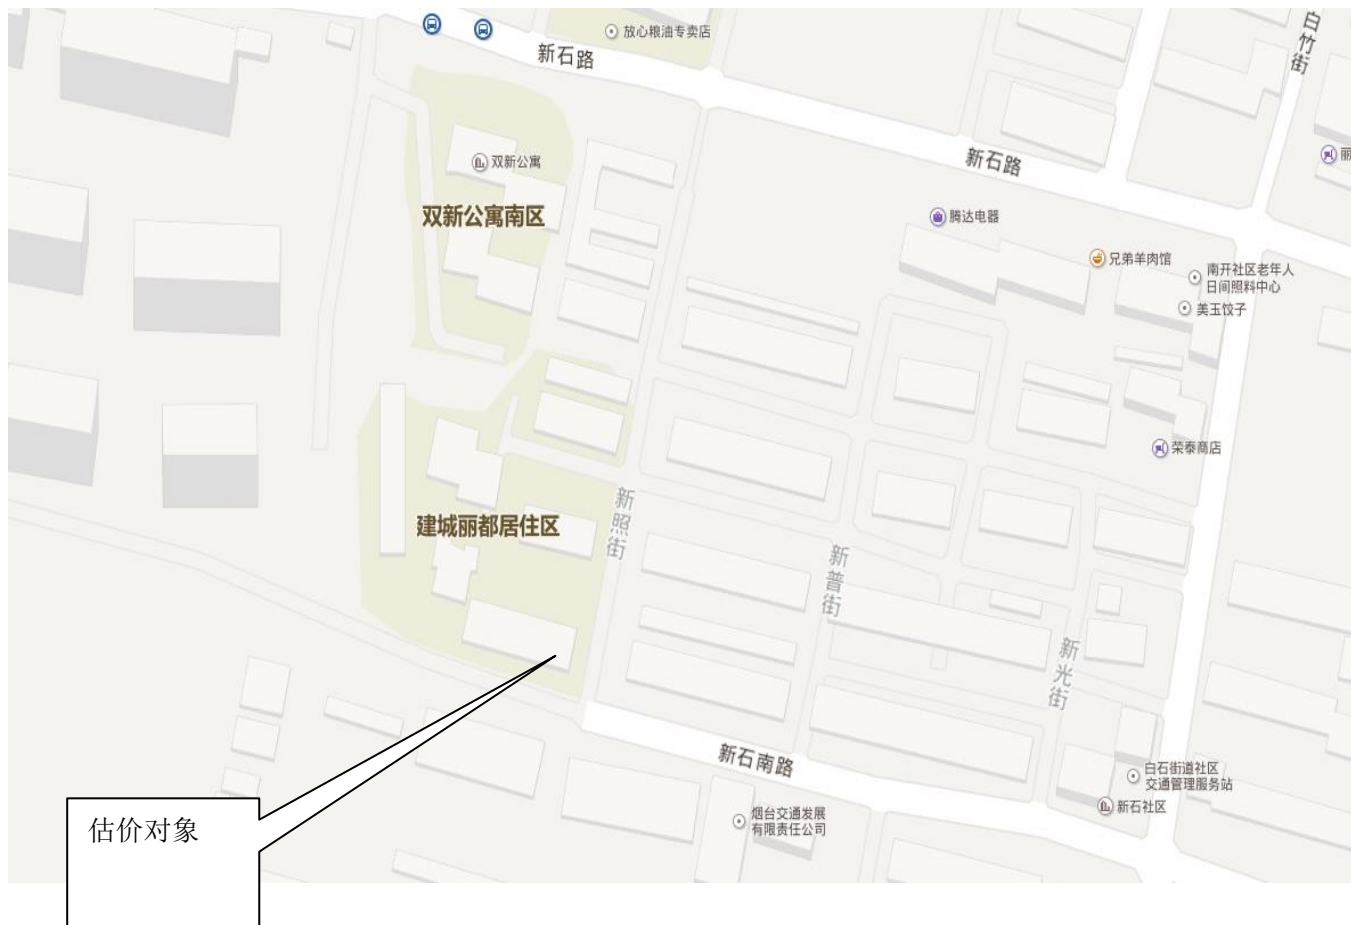 放心粮油专卖店
新石路
白竹街
双新公寓
新石路
丽
双新公寓南区
腾达电器
兄弟羊肉馆
南开社区老年人
日间照料中心
美玉饺子
荣泰商店
新照街
建城丽都居住区
新普街
新光街
新石南路
白石街道社区
交通管理服务站
新石社区
烟台交通发展
有限责任公司
估价对象